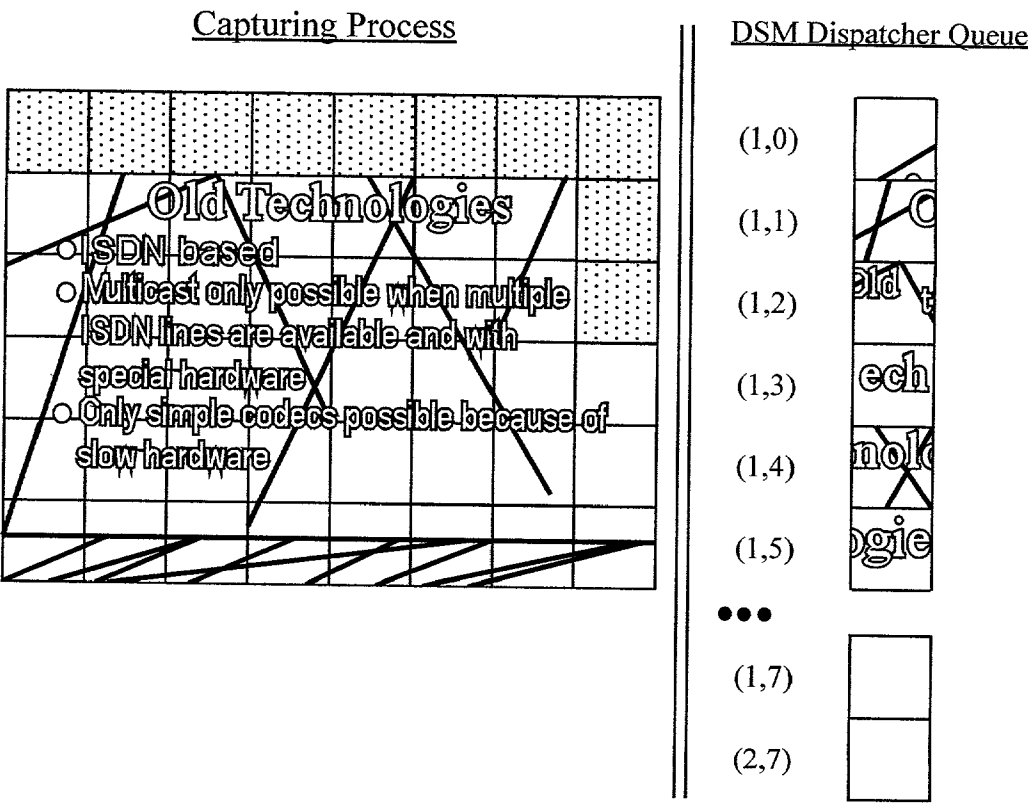 Capturing Process
DSM Dispatcher Queue
Old Technologies
ISDN based
Multicast only possible when multiple
ISDN lines are available and with
special hardware
Only simple codecs possible because of
slow hardware
(1,0)
(1,1)
O
(1,2)
Old t
(1,3)
ech
(1,4)
nolo
(1,5)
ogie
(1,7)
(2,7)